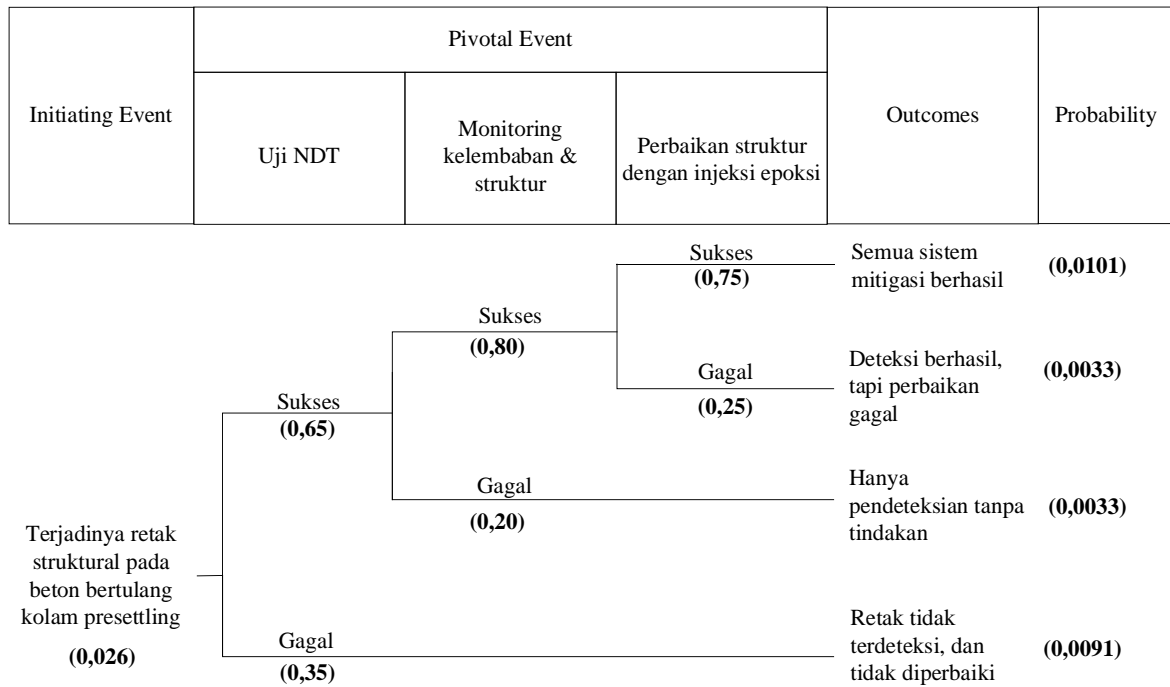 Initiating Event
Pivotal Event
Uji NDT
Monitoring
kelembaban &
struktur
Perbaikan struktur
dengan injeksi epoksi
Outcomes
Probability
Sukses
(0,75)
Semua sistem
mitigasi berhasil
(0,0101)
Sukses
(0,80)
Gagal
(0,25)
Deteksi berhasil,
tapi perbaikan
gagal
(0,0033)
Sukses
(0,65)
Gagal
(0,20)
Hanya
pendeteksian tanpa
tindakan
(0,0033)
Terjadinya retak
struktural pada
beton bertulang
kolam presettling
(0,026)
Gagal
(0,35)
Retak tidak
terdeteksi, dan
tidak diperbaiki
(0,0091)